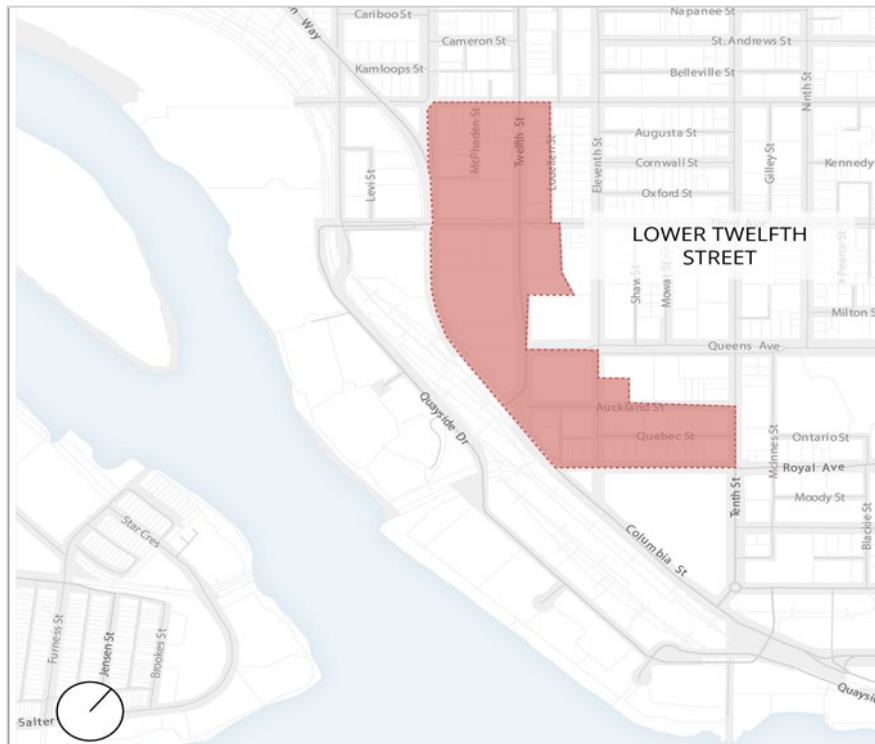 Cariboo St
Napanee St
Way
Cameron St
St. Andrews St
Kamloops St
Belleville St
Ninth St
McPhaden St
Twelfth St
Louellen St
Eleventh St
Augusta St
Gilley St
Cornwall St
Kennedy
Levi St
Oxford St
Third Ave
LOWER TWELFTH
STREET
Shaw St
Mowat St
Pearce St
Milton S
Queens Ave
Quayside Dr
Auckland St
Quebec St
McInnes St
Ontario St
Royal Ave
Tenth St
Moody St
Blackie St
Star Cres
Columbia St
Furness St
Jensen St
Brookes St
Quaysid
Salter